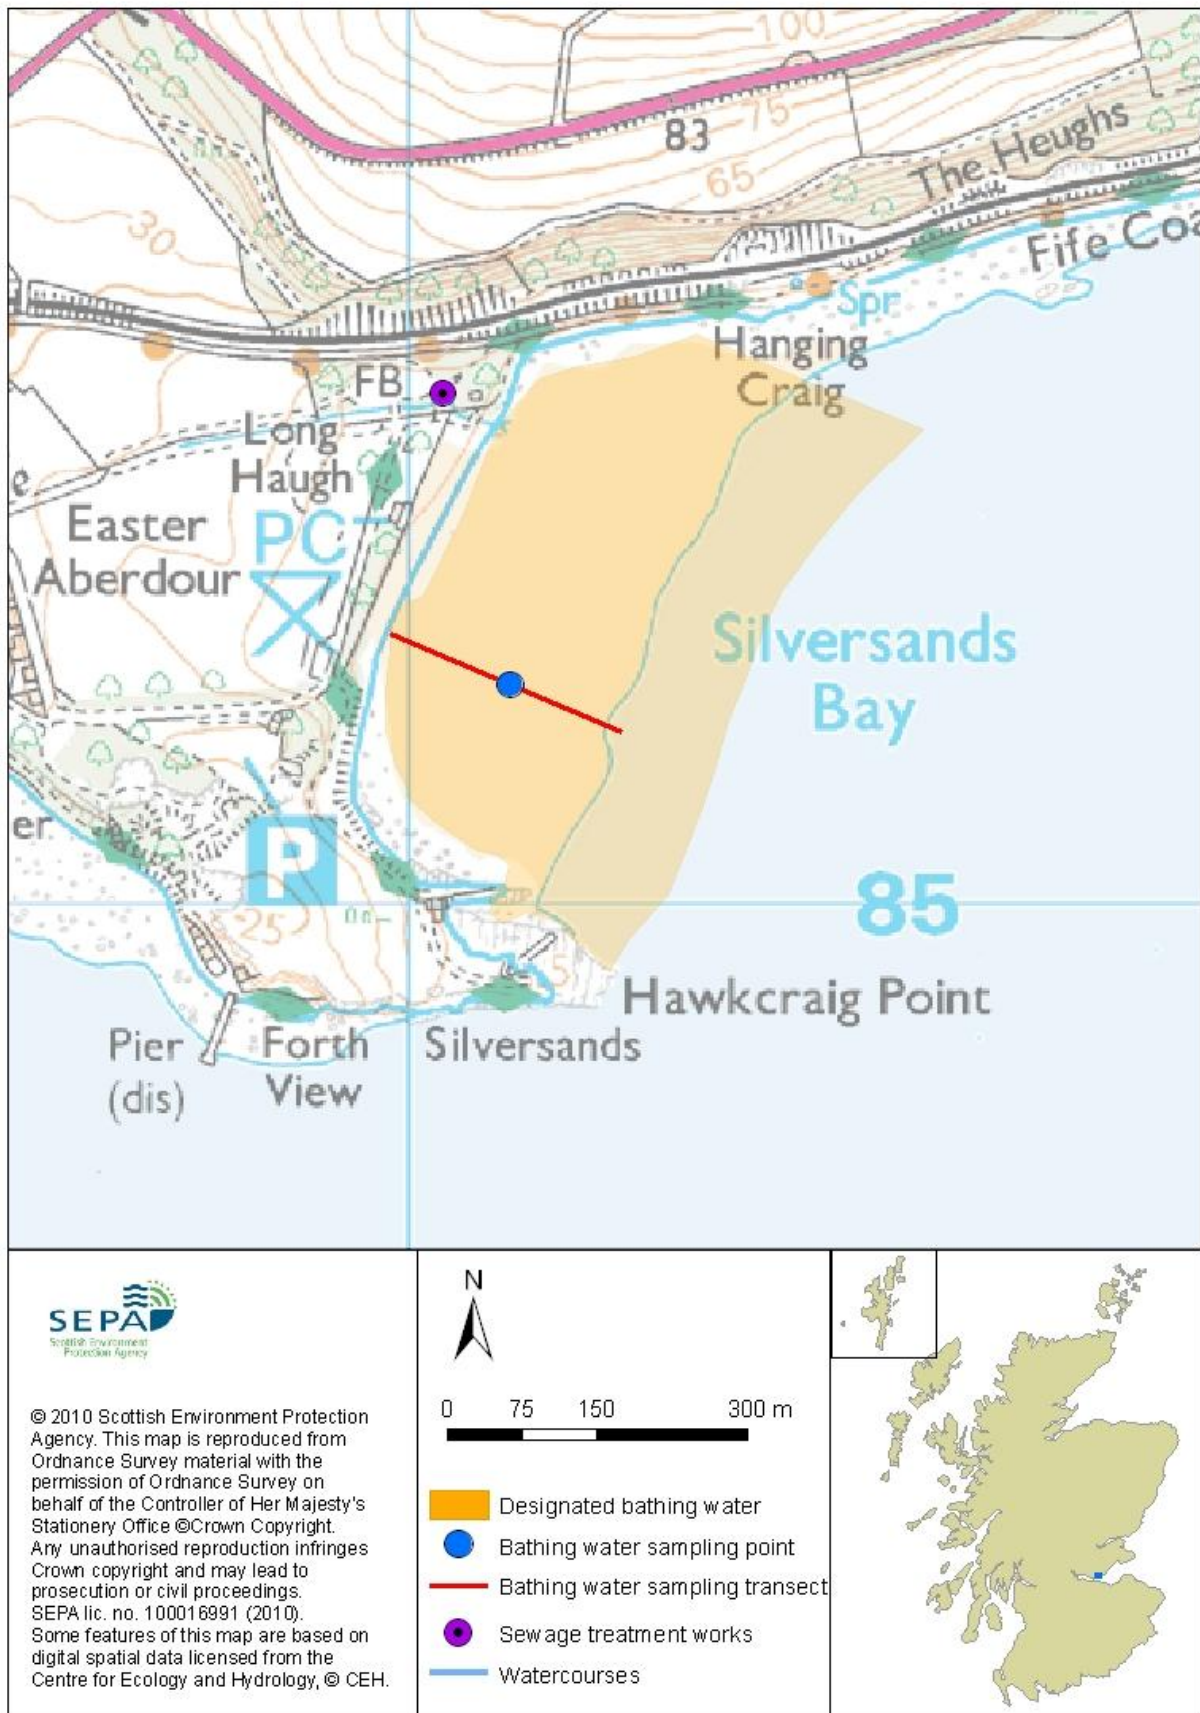 100
75
83
65
The Heughs
30
Fife Coa
Spr
Hanging
Craig
FB
Long
Haugh
e
Easter
Aberdour
PC
Silversands
Bay
er
P
25
85
5
Hawkcraig Point
Pier
(dis)
Forth
View
Silversands
SEPA
Scottish Environment
Protection Agency
© 2010 Scottish Environment Protection
Agency. This map is reproduced from
Ordnance Survey material with the
permission of Ordnance Survey on
behalf of the Controller of Her Majesty's
Stationery Office ©Crown Copyright.
Any unauthorised reproduction infringes
Crown copyright and may lead to
prosecution or civil proceedings.
SEPA lic. no. 100016991 (2010).
Some features of this map are based on
digital spatial data licensed from the
Centre for Ecology and Hydrology, © CEH.
N
0 75 150 300 m
Designated bathing water
Bathing water sampling point
Bathing water sampling transect
Sewage treatment works
Watercourses